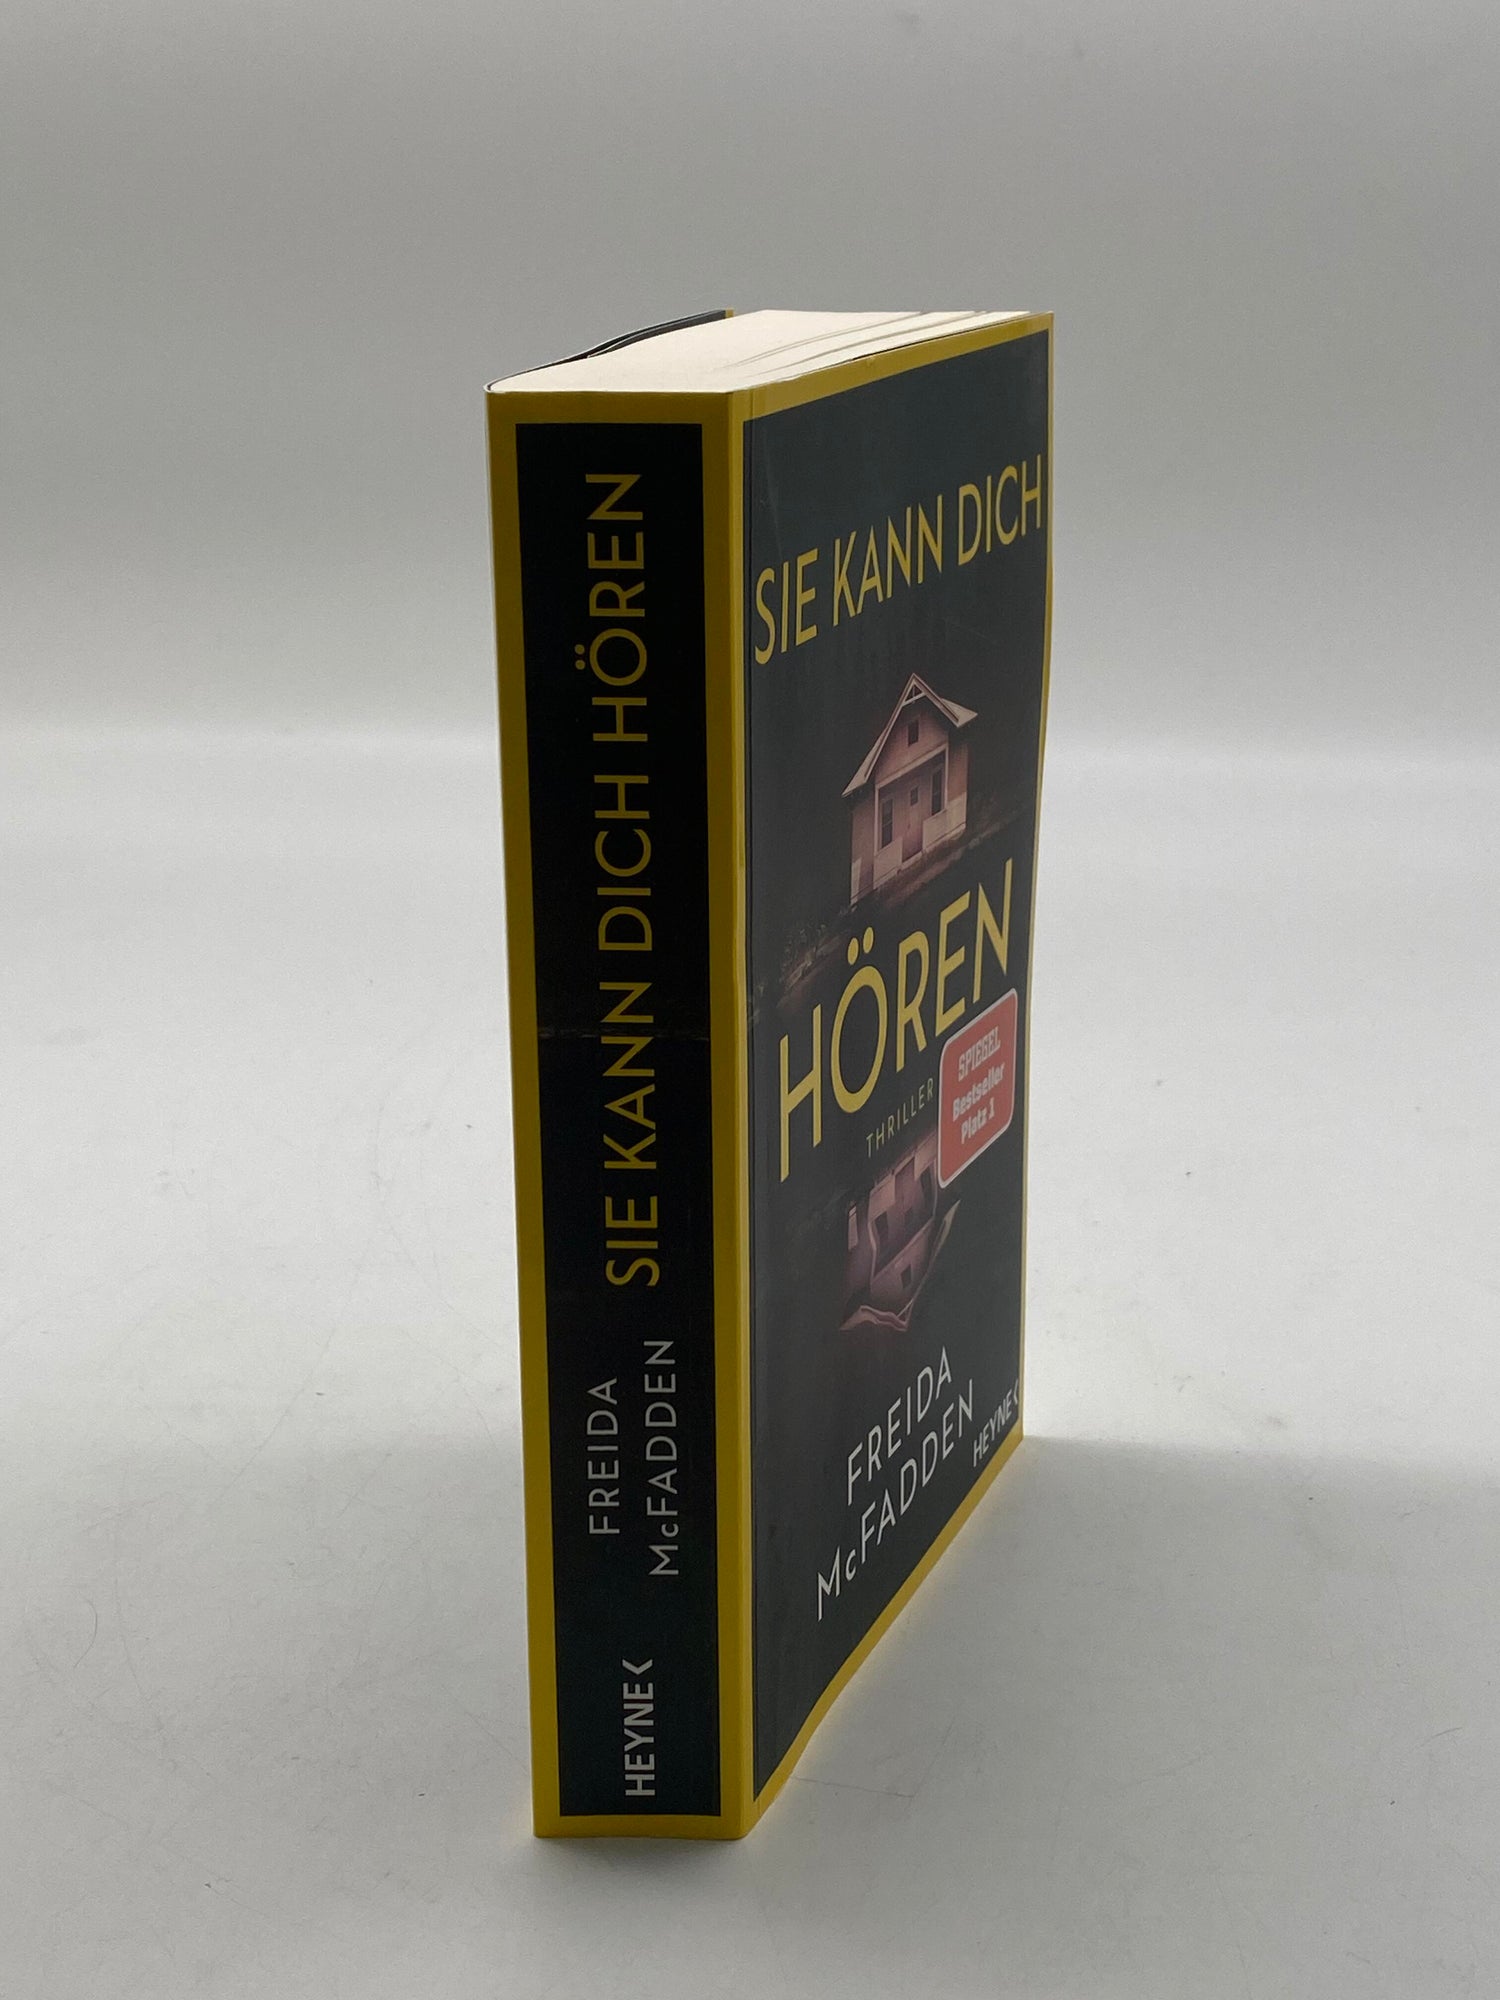 SIE KANN DICH HÖREN
FREIDA
McFADDEN
HEYNE
SIE KANN DICH
HÖREN
THRILLER
SPIEGEL
Bestseller
Platz 1
FREIDA
McFADDEN
HEYNE